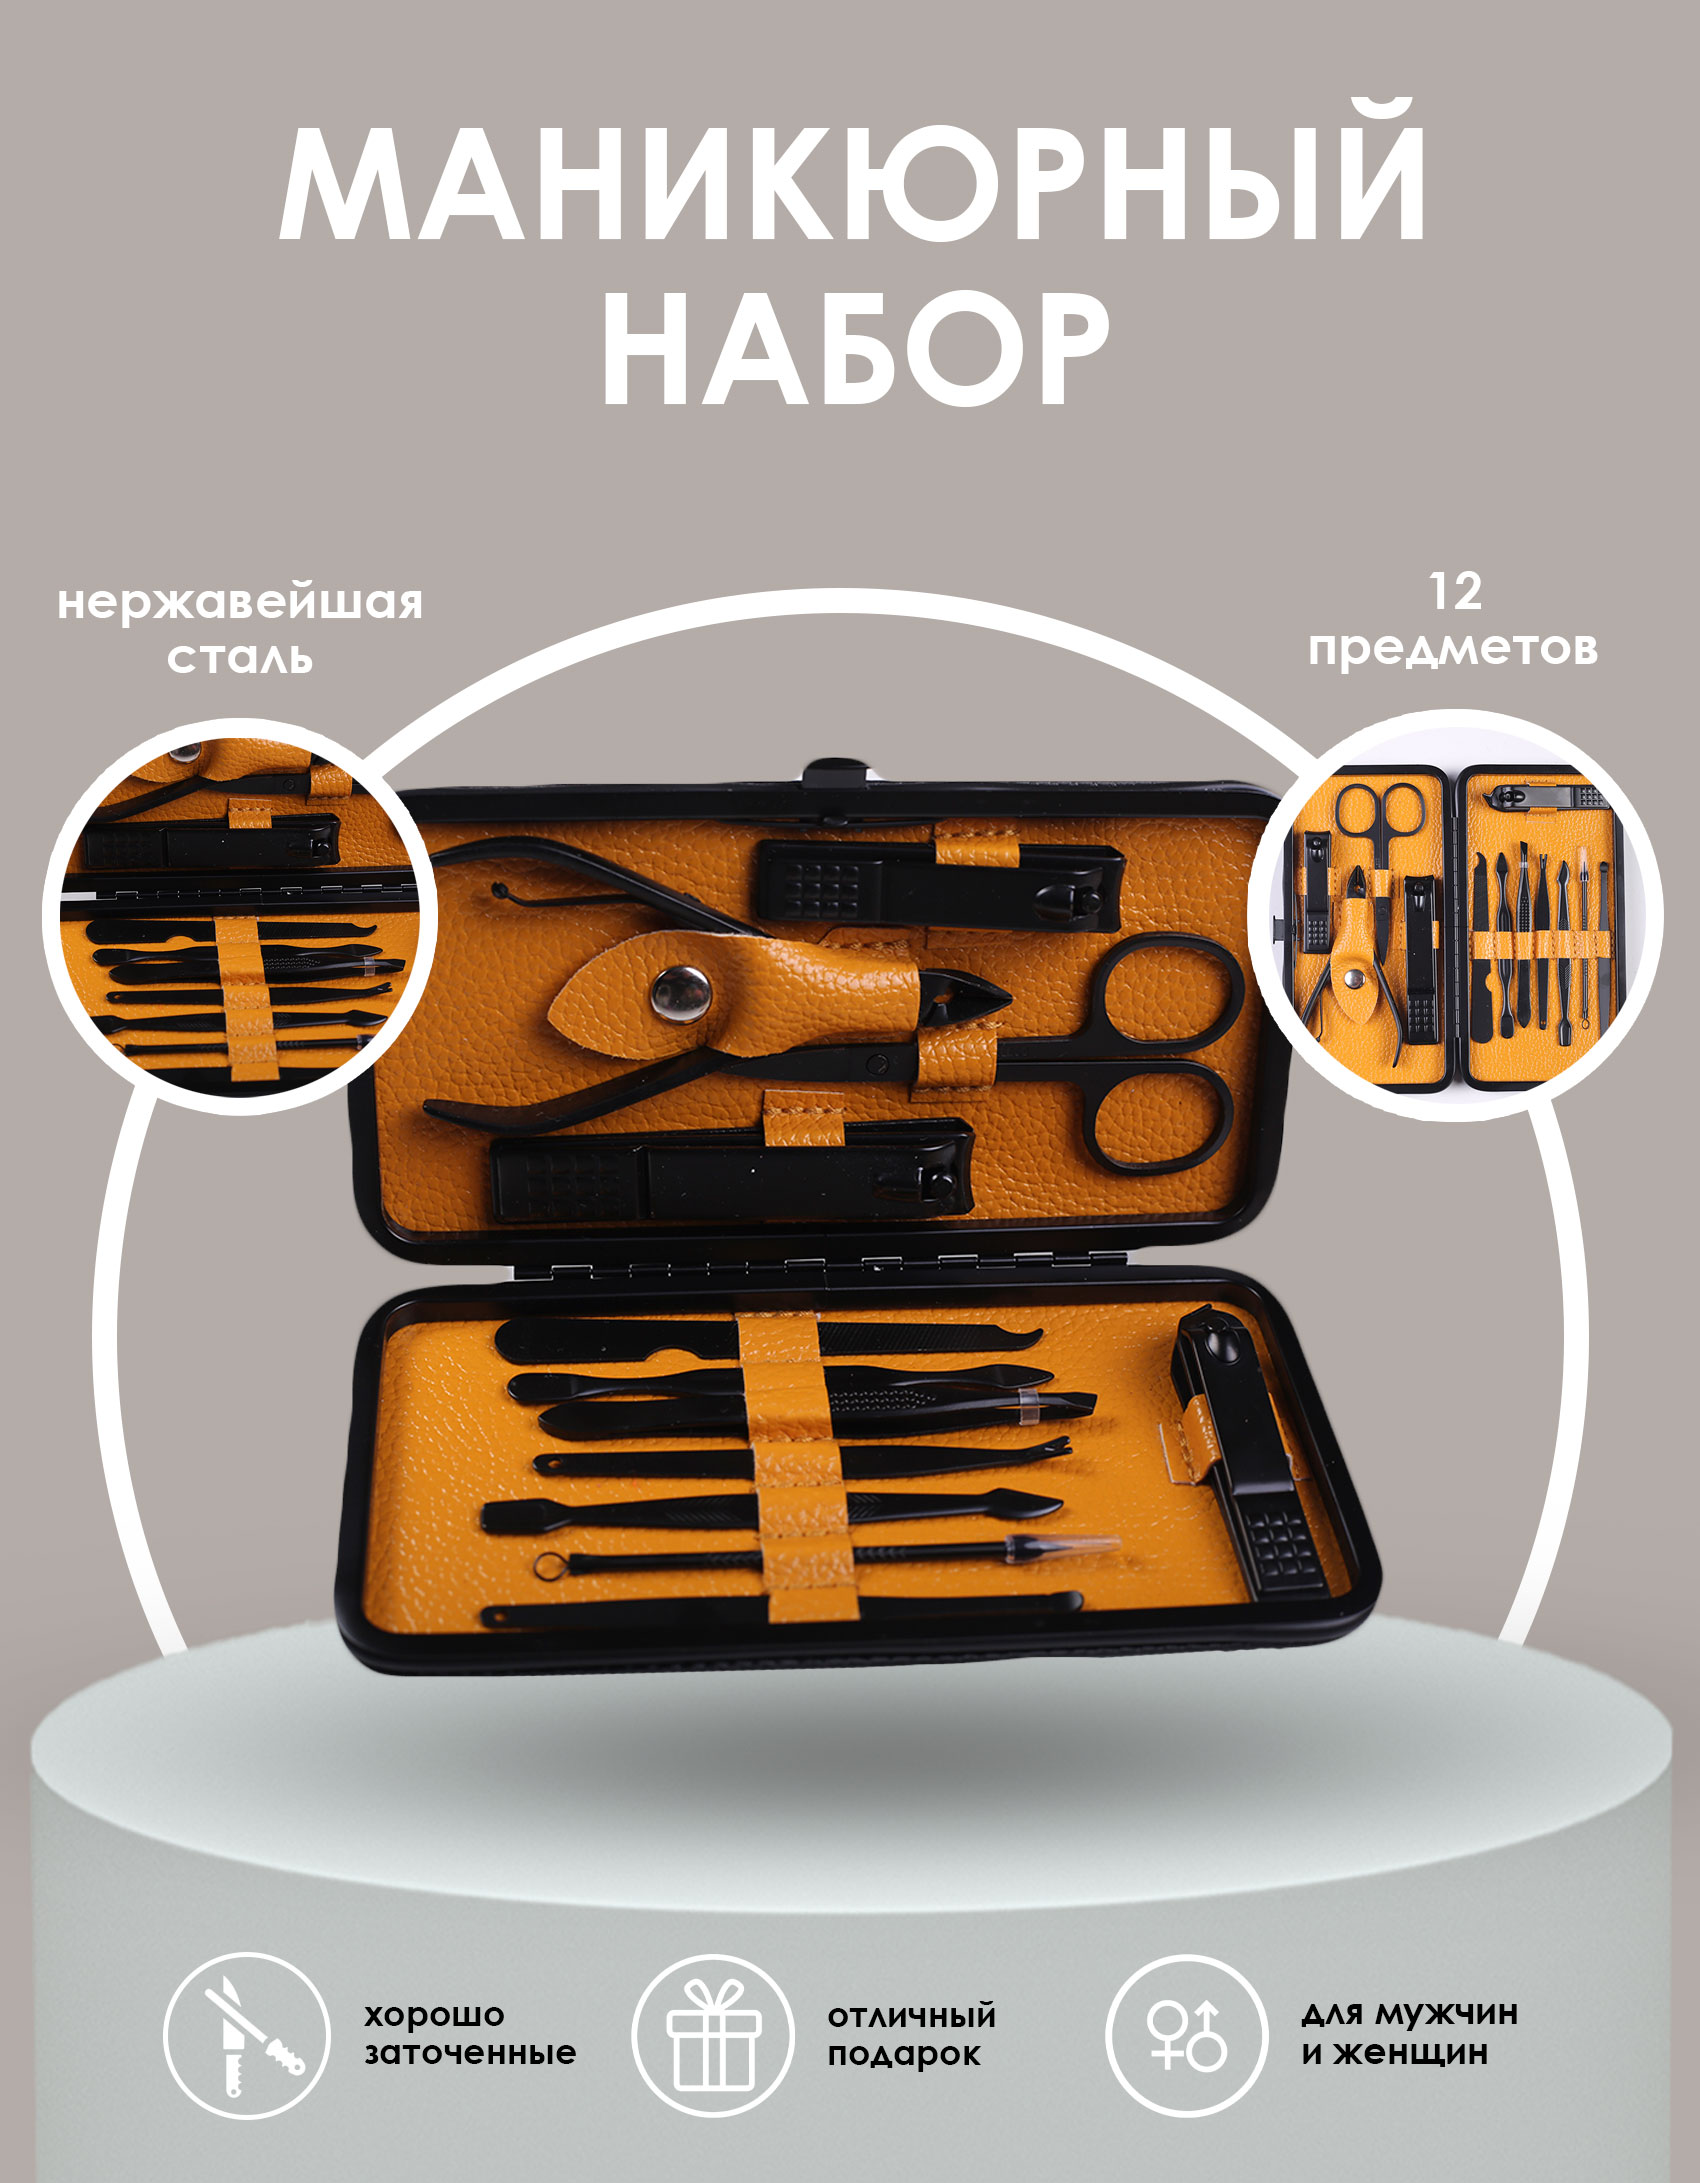 МАНИКЮРНЫЙ
НАБОР
нержавейшая
сталь
12
предметов
хорошо
заточенные
отличный
подарок
для мужчин
и женщин